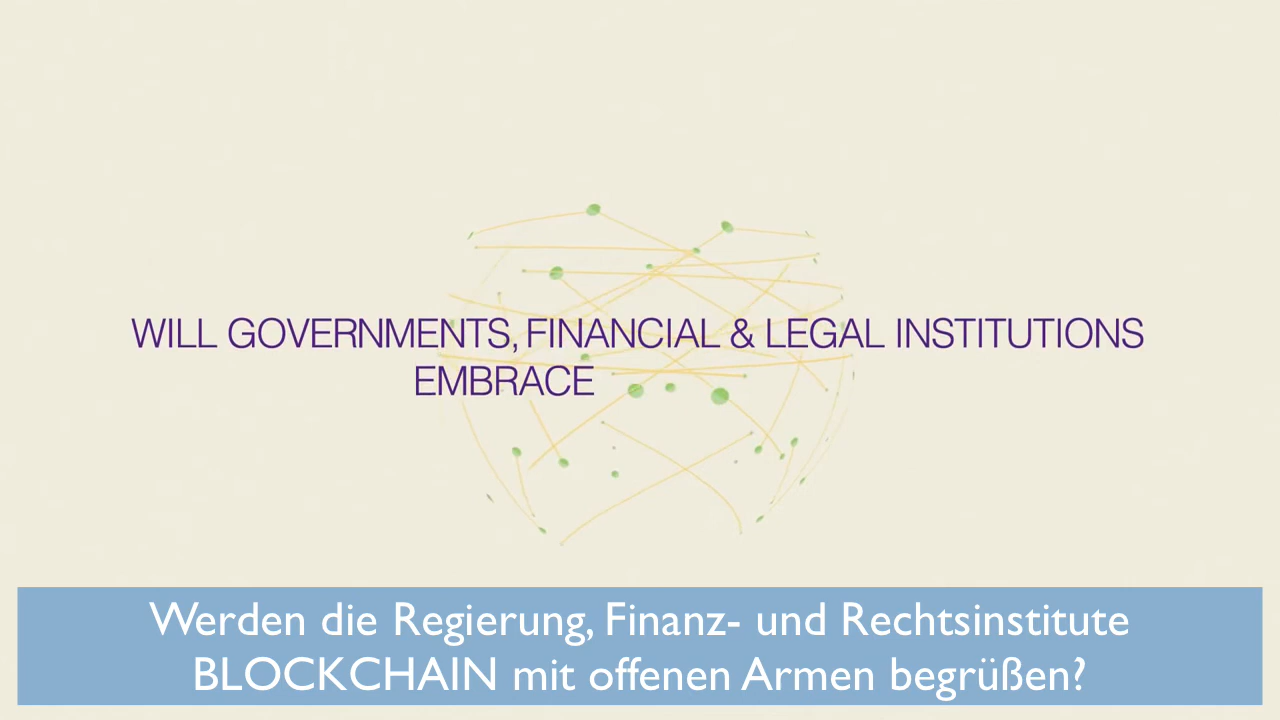 WILL GOVERNMENTS, FINANCIAL & LEGAL INSTITUTIONS
EMBRACE
Werden die Regierung, Finanz- und Rechtsinstitute
BLOCKCHAIN mit offenen Armen begrüßen?